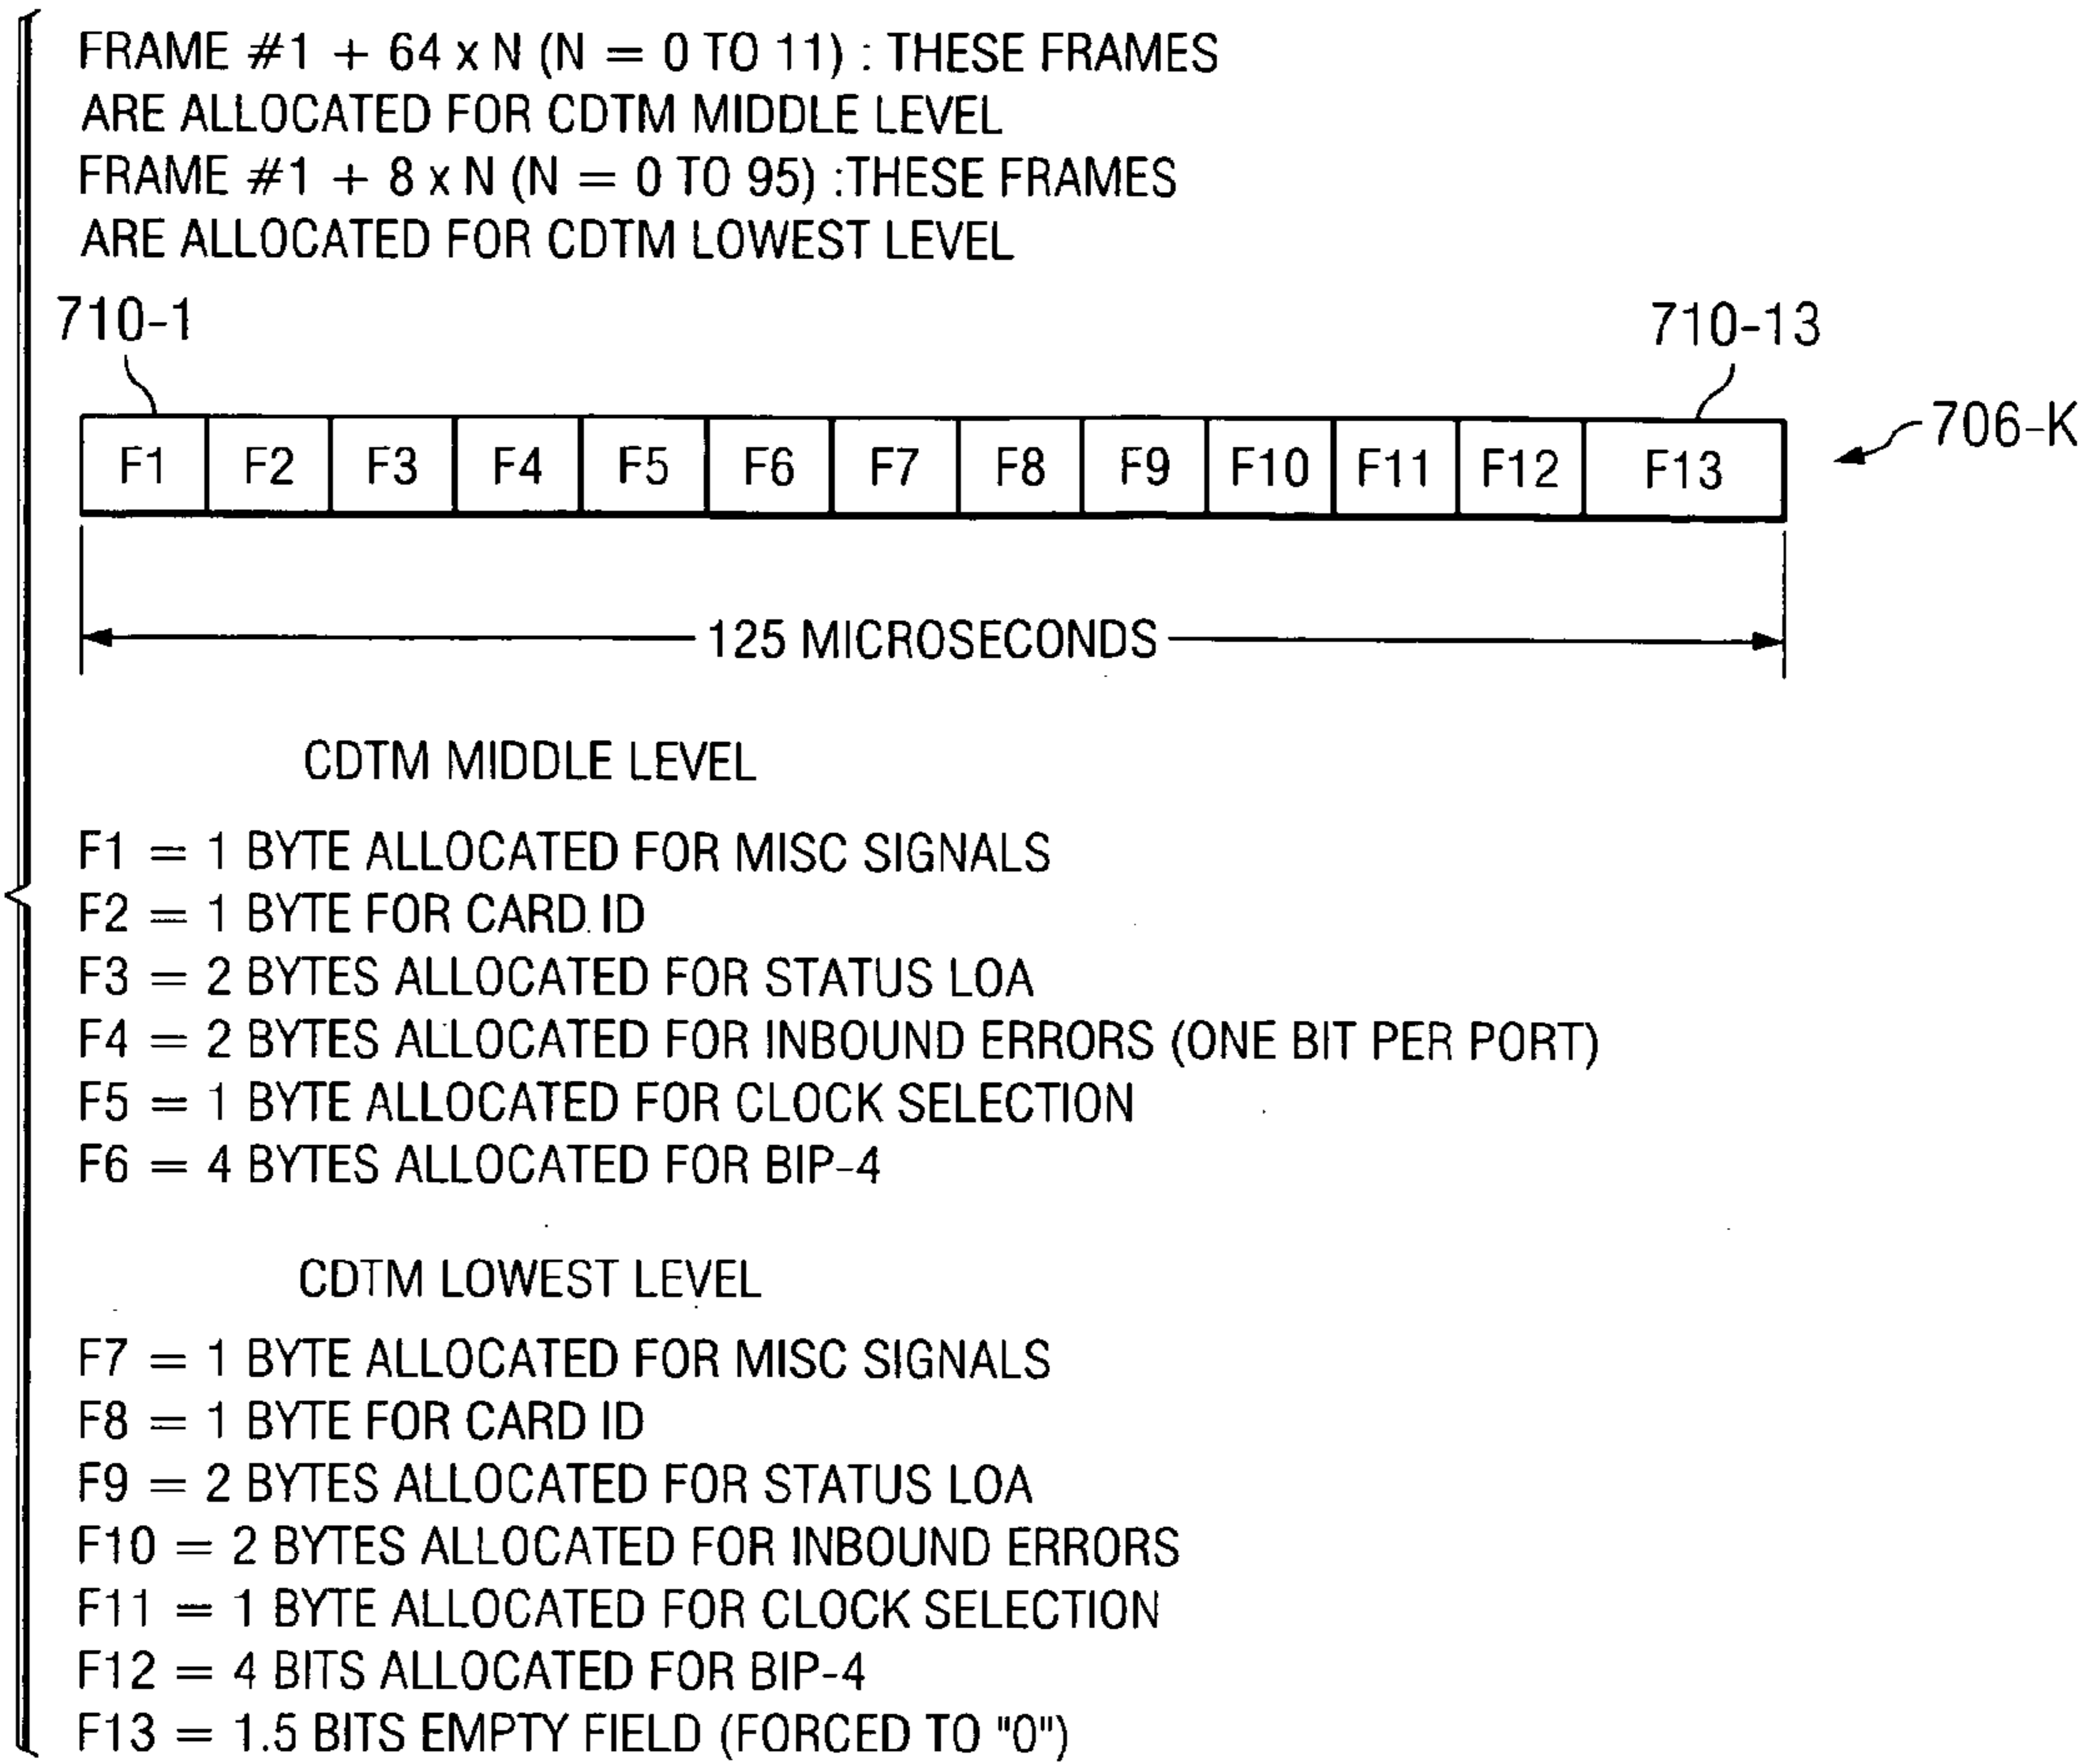 FRAME #1 + 64 x N (N = 0 TO 11) : THESE FRAMES
ARE ALLOCATED FOR CDTM MIDDLE LEVEL
FRAME #1 + 8 x N (N = 0 TO 95) :THESE FRAMES
ARE ALLOCATED FOR CDTM LOWEST LEVEL
710-1
710-13
706-K
F1 F2 F3 F4 F5 F6 F7 F8 F9 F10 F11 F12 F13
125 MICROSECONDS
CDTM MIDDLE LEVEL
F1 = 1 BYTE ALLOCATED FOR MISC SIGNALS
F2 = 1 BYTE FOR CARD ID
F3 = 2 BYTES ALLOCATED FOR STATUS LOA
F4 = 2 BYTES ALLOCATED FOR INBOUND ERRORS (ONE BIT PER PORT)
F5 = 1 BYTE ALLOCATED FOR CLOCK SELECTION
F6 = 4 BYTES ALLOCATED FOR BIP-4
CDTM LOWEST LEVEL
F7 = 1 BYTE ALLOCATED FOR MISC SIGNALS
F8 = 1 BYTE FOR CARD ID
F9 = 2 BYTES ALLOCATED FOR STATUS LOA
F10 = 2 BYTES ALLOCATED FOR INBOUND ERRORS
F11 = 1 BYTE ALLOCATED FOR CLOCK SELECTION
F12 = 4 BITS ALLOCATED FOR BIP-4
F13 = 1.5 BITS EMPTY FIELD (FORCED TO "0")